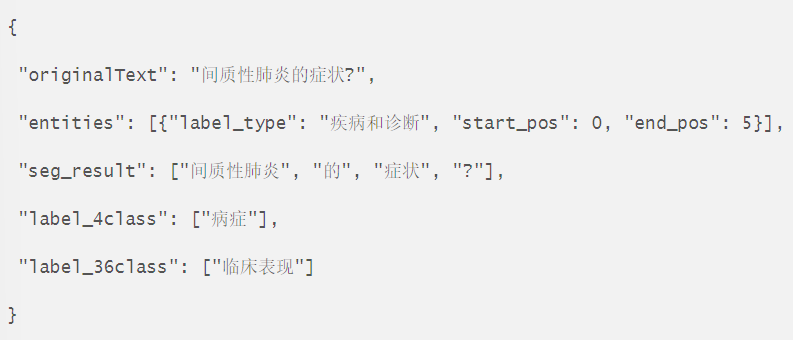 {
"originalText": "间质性肺炎的症状?",
"entities": [{"label_type": "疾病和诊断", "start_pos": 0, "end_pos": 5}],
"seg_result": ["间质性肺炎", "的", "症状", "?"],
"label_4class": ["病症"],
"label_36class": ["临床表现"]
}